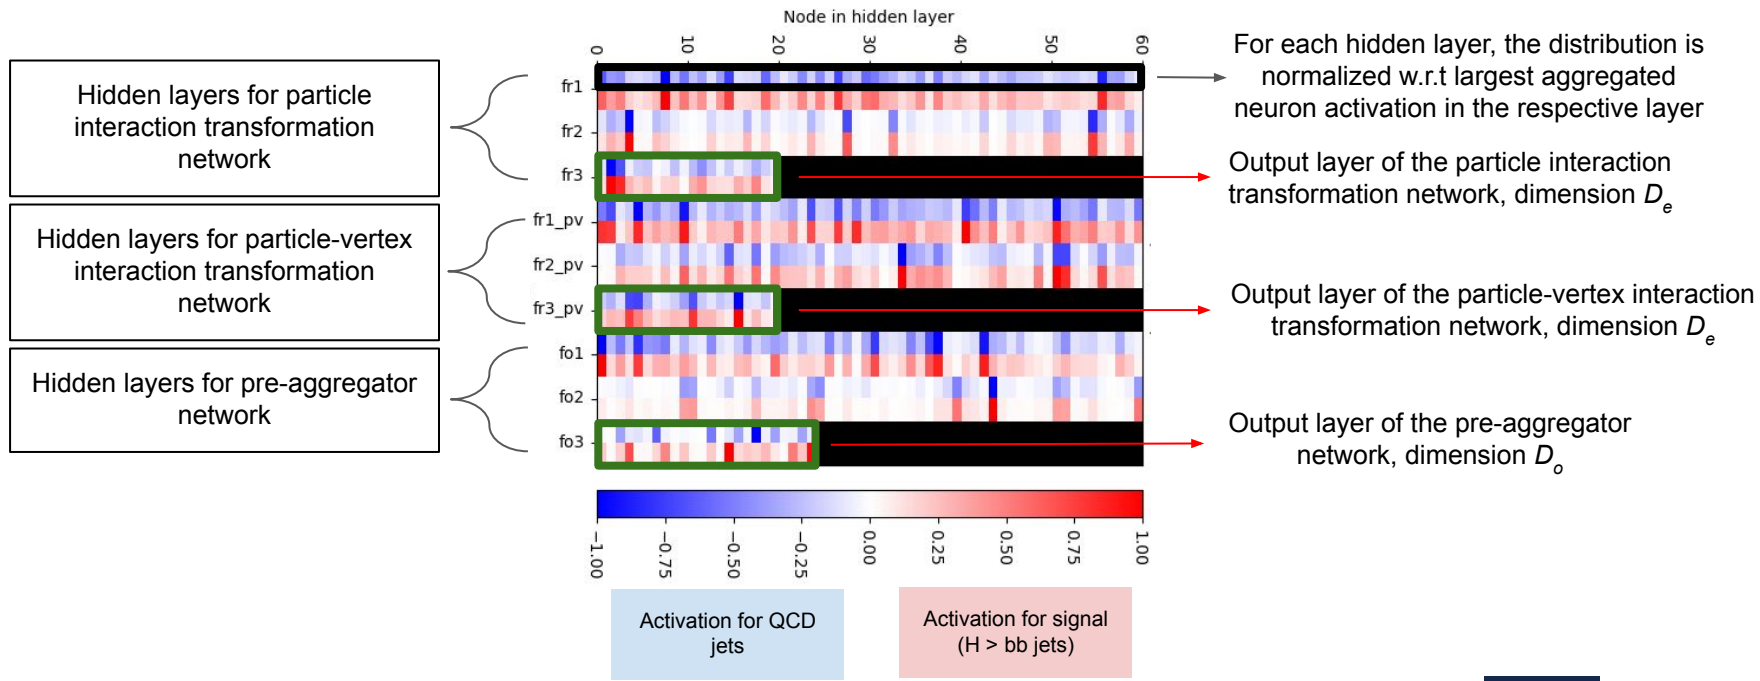 Node in hidden layer
0 10 20 30 40 50 60
Hidden layers for particle
interaction transformation
network
Hidden layers for particle-vertex
interaction transformation
network
Hidden layers for pre-aggregator
network
fr1
fr2
fr3
fr1_pv
fr2_pv
fr3_pv
fo1
fo2
fo3
For each hidden layer, the distribution is
normalized w.r.t largest aggregated
neuron activation in the respective layer
Output layer of the particle interaction
transformation network, dimension D_e
Output layer of the particle-vertex interaction
transformation network, dimension D_e
Output layer of the pre-aggregator
network, dimension D_o
−1.00 −0.75 −0.50 −0.25 0.00 0.25 0.50 0.75 1.00
Activation for QCD
jets
Activation for signal
(H > bb jets)